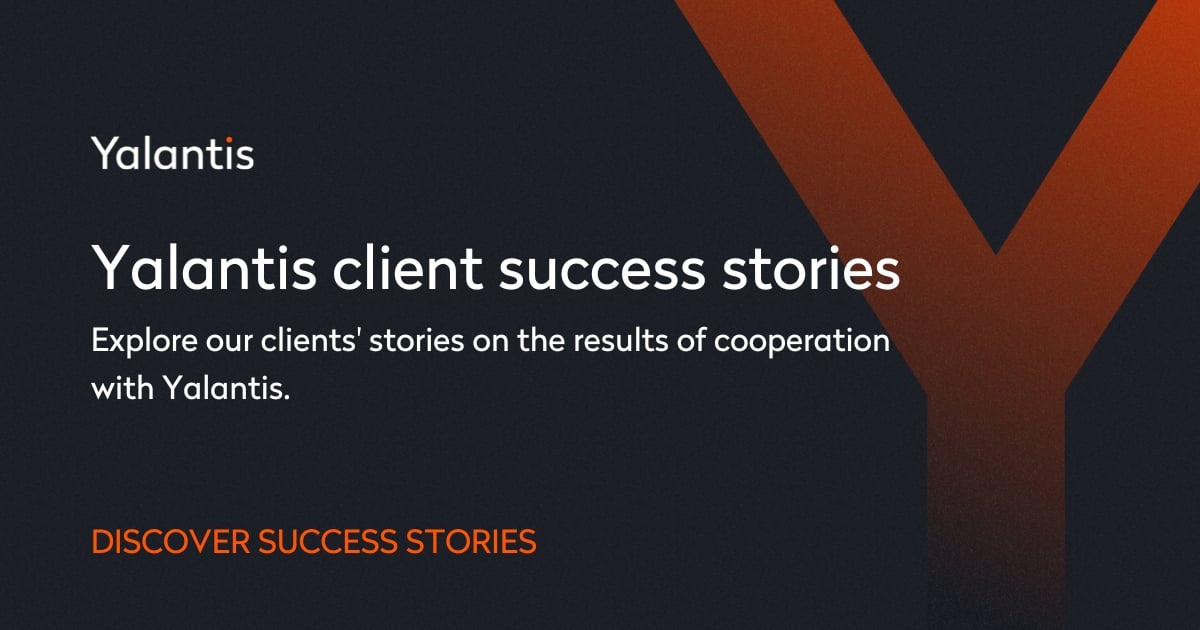 Yalantis
Yalantis client success stories
Explore our clients' stories on the results of cooperation
with Yalantis.
DISCOVER SUCCESS STORIES